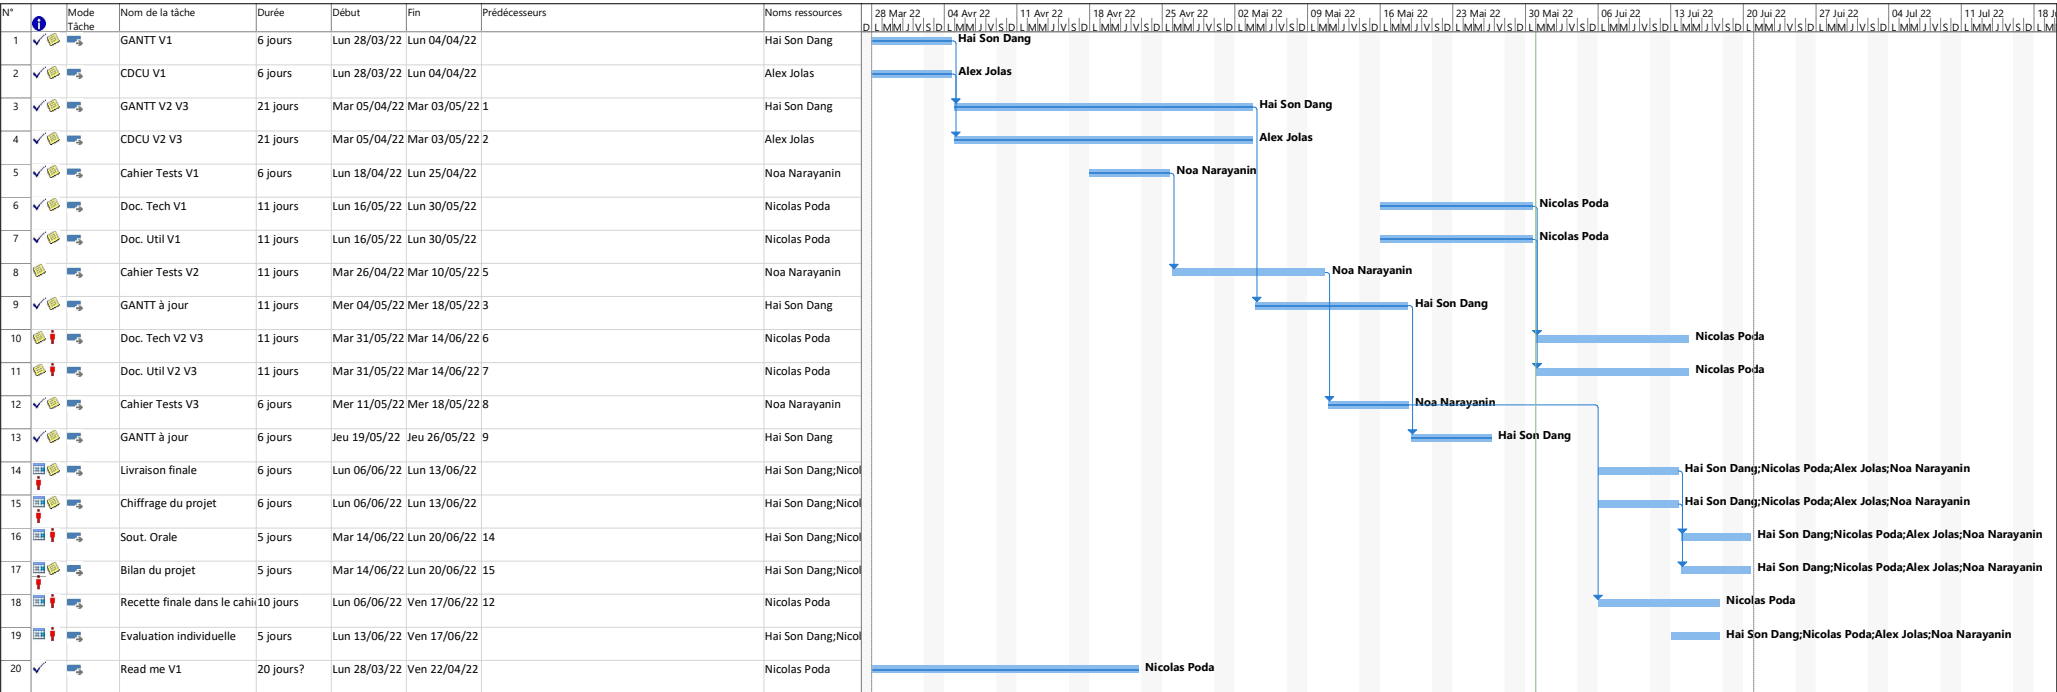 N° Mode Tâche Nom de la tâche Durée Début Fin Prédécesseurs Noms ressources
28 Mar 22 04 Avr 22 11 Avr 22 18 Avr 22 25 Avr 22 02 Mai 22 09 Mai 22 16 Mai 22 23 Mai 22 30 Mai 22 06 Jui 22 13 Jui 22 20 Jui 22 27 Jui 22 04 Jul 22 11 Jul 22
D L M M J V S D L M M J V S D L M M J V S D L M M J V S D L M M J V S D L M M J V S D L M M J V S D L M M J V S D L M M J V S D L M M J V S D L M M J V S D L M M J V S D L M M J V S D L M M J V S D L M M J V S D L M M J V S D
1 GANTT V1 6 jours Lun 28/03/22 Lun 04/04/22 Hai Son Dang Hai Son Dang
2 CDCU V1 6 jours Lun 28/03/22 Lun 04/04/22 Alex Jolas Alex Jolas
3 GANTT V2 V3 21 jours Mar 05/04/22 Mar 03/05/22 1 Hai Son Dang Hai Son Dang
4 CDCU V2 V3 21 jours Mar 05/04/22 Mar 03/05/22 2 Alex Jolas Alex Jolas
5 Cahier Tests V1 6 jours Lun 18/04/22 Lun 25/04/22 Noa Narayanin Noa Narayanin
6 Doc. Tech V1 11 jours Lun 16/05/22 Lun 30/05/22 Nicolas Poda Nicolas Poda
7 Doc. Util V1 11 jours Lun 16/05/22 Lun 30/05/22 Nicolas Poda Nicolas Poda
8 Cahier Tests V2 11 jours Mar 26/04/22 Mar 10/05/22 5 Noa Narayanin Noa Narayanin
9 GANTT à jour 11 jours Mer 04/05/22 Mer 18/05/22 3 Hai Son Dang Hai Son Dang
10 Doc. Tech V2 V3 11 jours Mar 31/05/22 Mar 14/06/22 6 Nicolas Poda Nicolas Poda
11 Doc. Util V2 V3 11 jours Mar 31/05/22 Mar 14/06/22 7 Nicolas Poda Nicolas Poda
12 Cahier Tests V3 6 jours Mer 11/05/22 Mer 18/05/22 8 Noa Narayanin Noa Narayanin
13 GANTT à jour 6 jours Jeu 19/05/22 Jeu 26/05/22 9 Hai Son Dang Hai Son Dang
14 Livraison finale 6 jours Lun 06/06/22 Lun 13/06/22 Hai Son Dang;Nicol Hai Son Dang;Nicolas Poda;Alex Jolas;Noa Narayanin
15 Chiffrage du projet 6 jours Lun 06/06/22 Lun 13/06/22 Hai Son Dang;Nicol Hai Son Dang;Nicolas Poda;Alex Jolas;Noa Narayanin
16 Sout. Orale 5 jours Mar 14/06/22 Lun 20/06/22 14 Hai Son Dang;Nicol Hai Son Dang;Nicolas Poda;Alex Jolas;Noa Narayanin
17 Bilan du projet 5 jours Mar 14/06/22 Lun 20/06/22 15 Hai Son Dang;Nicol Hai Son Dang;Nicolas Poda;Alex Jolas;Noa Narayanin
18 Recette finale dans le cahi 10 jours Lun 06/06/22 Ven 17/06/22 12 Nicolas Poda Nicolas Poda
19 Evaluation individuelle 5 jours Lun 13/06/22 Ven 17/06/22 Hai Son Dang;Nicol Hai Son Dang;Nicolas Poda;Alex Jolas;Noa Narayanin
20 Read me V1 20 jours? Lun 28/03/22 Ven 22/04/22 Nicolas Poda Nicolas Poda